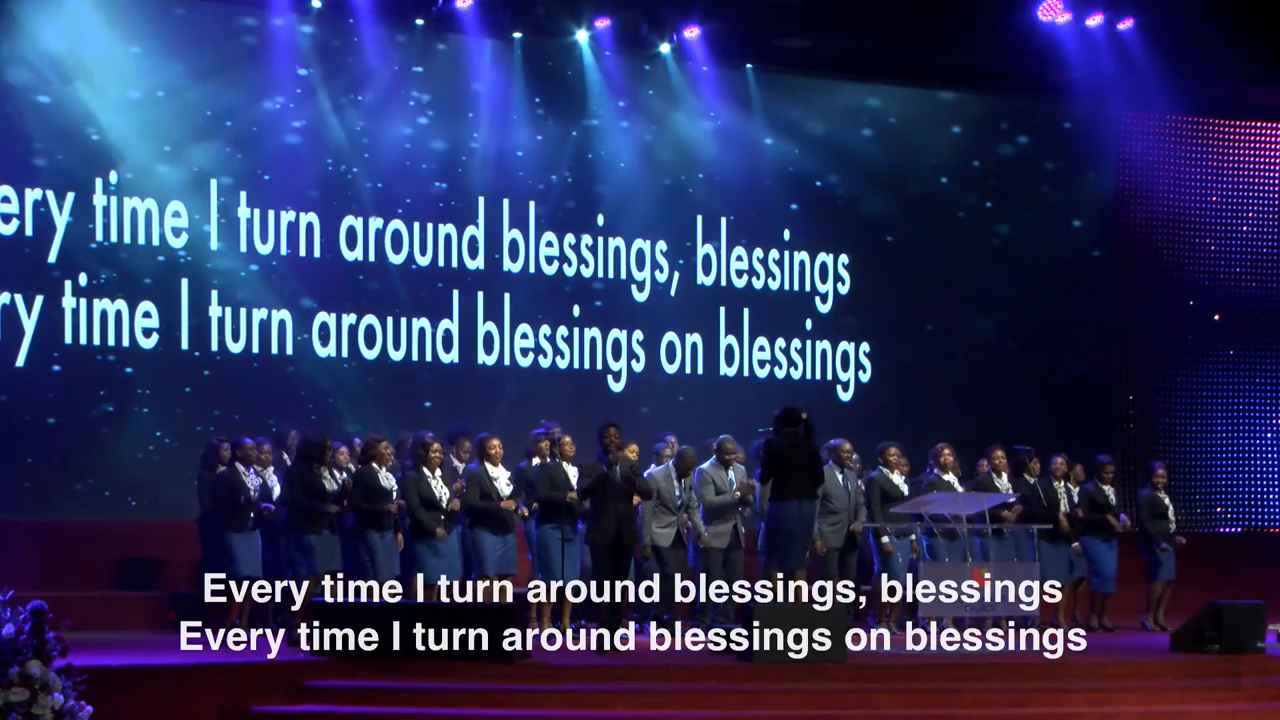 ery time I turn around blessings, blessings
ry time I turn around blessings on blessings
Every time I turn around blessings, blessings
Every time I turn around blessings on blessings